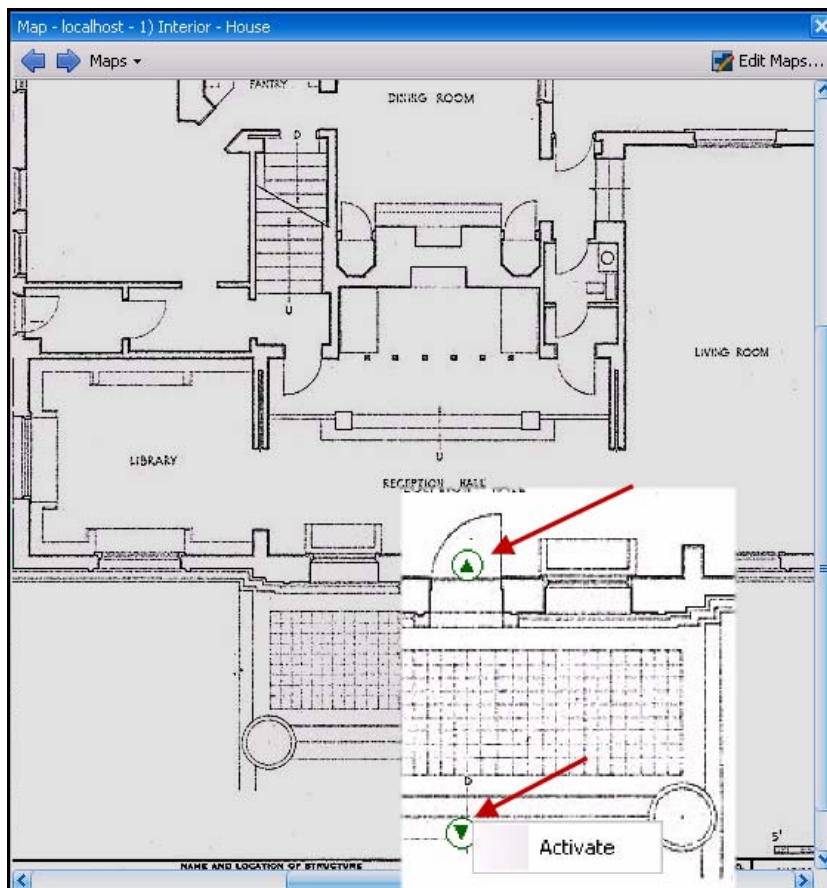 Map - localhost - 1) Interior - House
Maps
Edit Maps...
PANTRY
DINING ROOM
D
U
LIVING ROOM
LIBRARY
U
RECEPTION HALL
D
Activate
5'
NAME AND LOCATION OF STRUCTURE